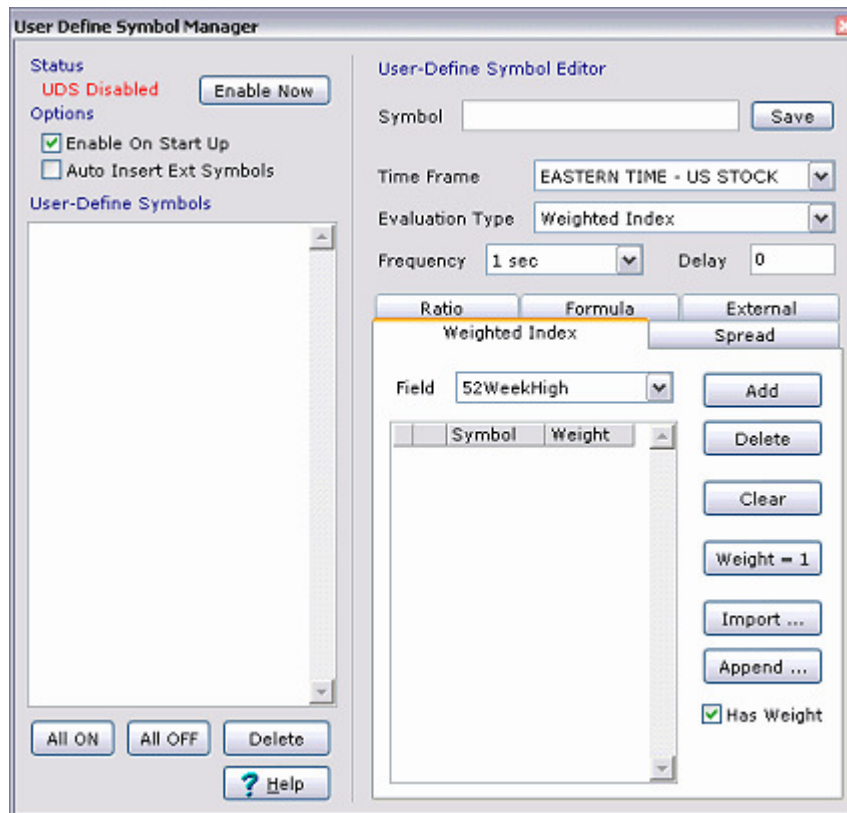 User Define Symbol Manager
Status
UDS Disabled
Enable Now
Options
Enable On Start Up
Auto Insert Ext Symbols
User-Define Symbols
All ON
All OFF
Delete
? Help
User-Define Symbol Editor
Symbol
Save
Time Frame
EASTERN TIME - US STOCK
Evaluation Type
Weighted Index
Frequency
1 sec
Delay
0
Ratio
Formula
External
Weighted Index
Spread
Field
52WeekHigh
Add
Symbol
Weight
Delete
Clear
Weight = 1
Import ...
Append ...
Has Weight